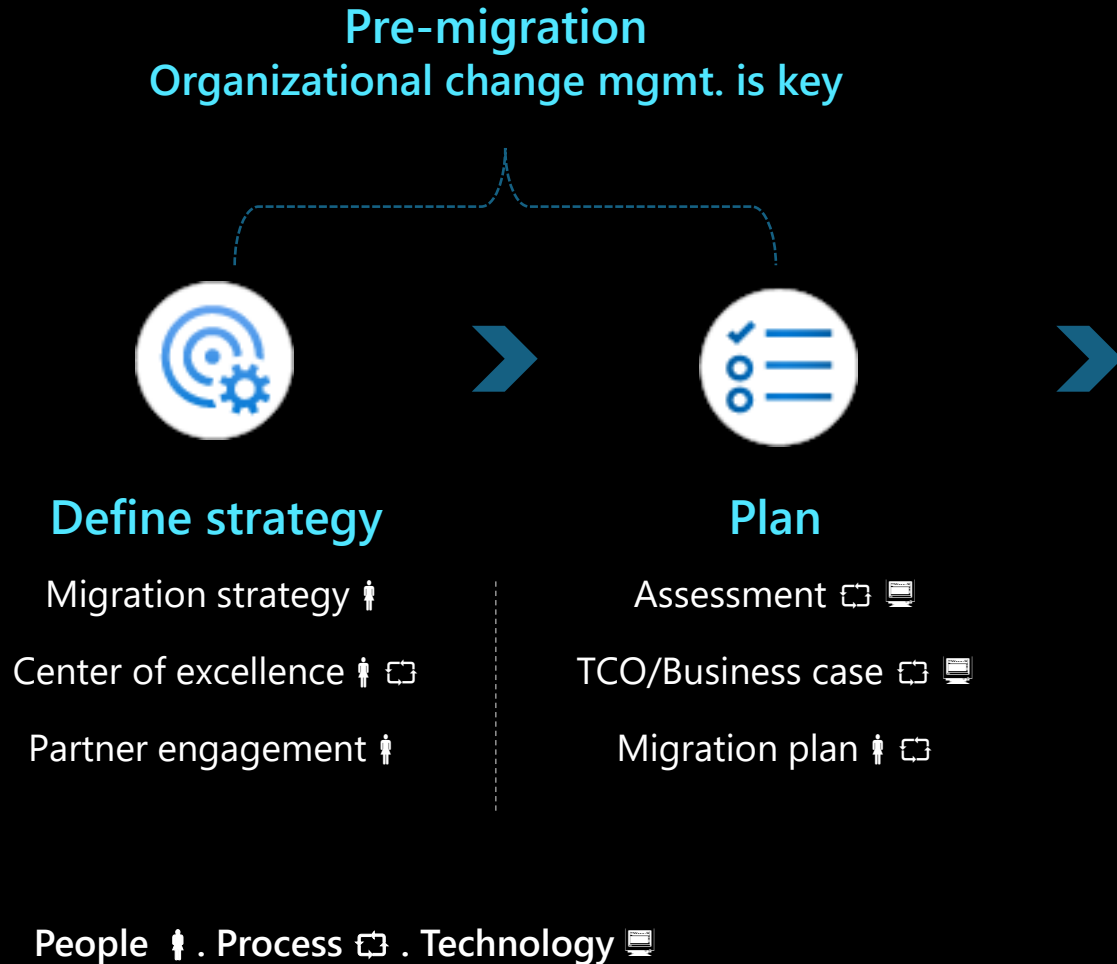 Pre-migration
Organizational change mgmt. is key
Define strategy
Migration strategy
Center of excellence
Partner engagement
Plan
Assessment
TCO/Business case
Migration plan
People . Process . Technology